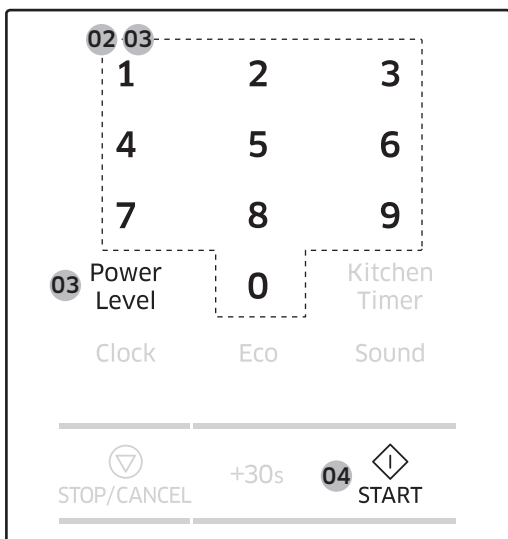 02 03
1 2 3
4 5 6
7 8 9
03 Power Level 0 Kitchen Timer
Clock Eco Sound
STOP/CANCEL +30s 04 START